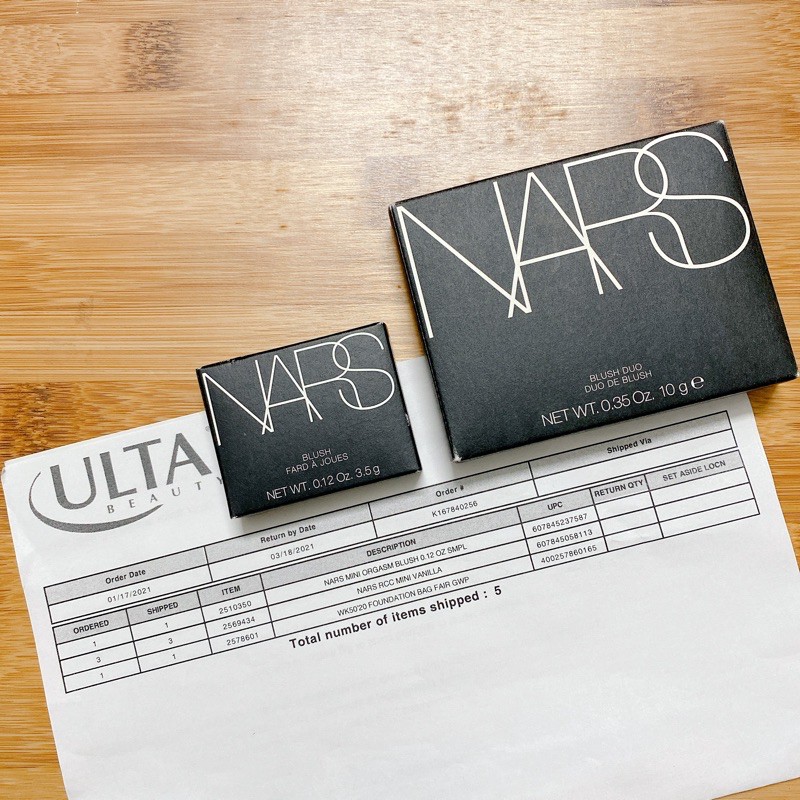 NARS
BLUSH DUO
DUO DE BLUSH
NET WT. 0.35 Oz. 10 g e
NARS
BLUSH
FARD À JOUES
NET WT. 0.12 Oz. 3.5 g
ULTA
BEAUTY
Order Date Return by Date Order # Shipped Via
01/17/2021 03/18/2021 K167840256
ORDERED SHIPPED ITEM DESCRIPTION UPC RETURN QTY SET ASIDE LOCN
1 1 2510350 NARS MINI ORGASM BLUSH 0.12 OZ SMPL 607845237587
3 3 2569434 NARS RCC MINI VANILLA 607845058113
1 1 2578601 WK50'20 FOUNDATION BAG FAIR GWP 400257860165
Total number of items shipped : 5